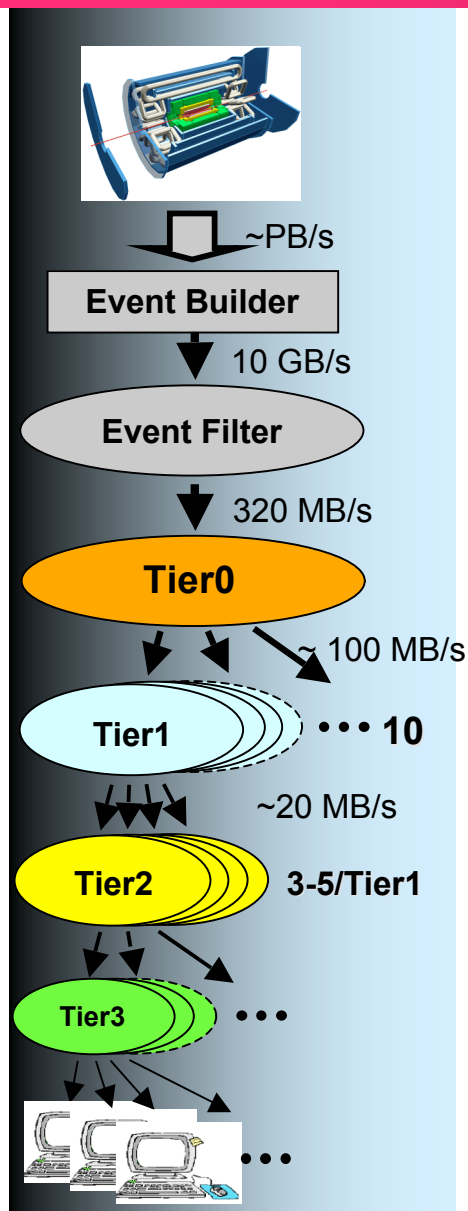 ~PB/s
Event Builder
10 GB/s
Event Filter
320 MB/s
Tier0
~ 100 MB/s
Tier1
••• 10
~20 MB/s
Tier2
3-5/Tier1
Tier3
•••
•••